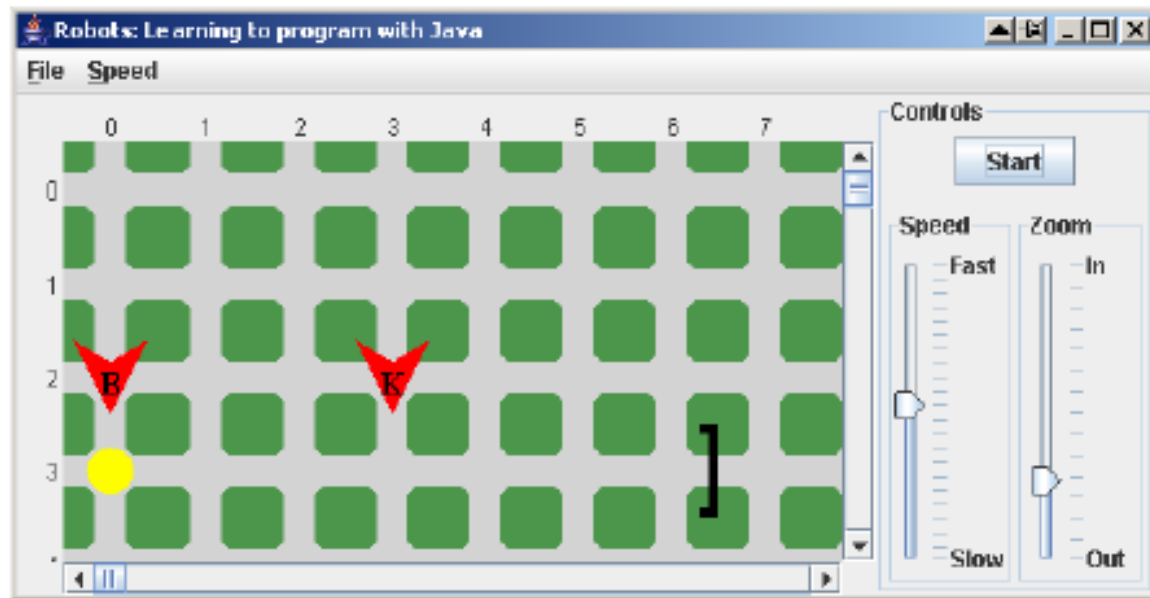 Robots: Learning to program with Java
File Speed
Controls
0 1 2 3 4 5 6 7
Start
0
Speed Zoom
Fast In
1
2
B K
3
Slow Out